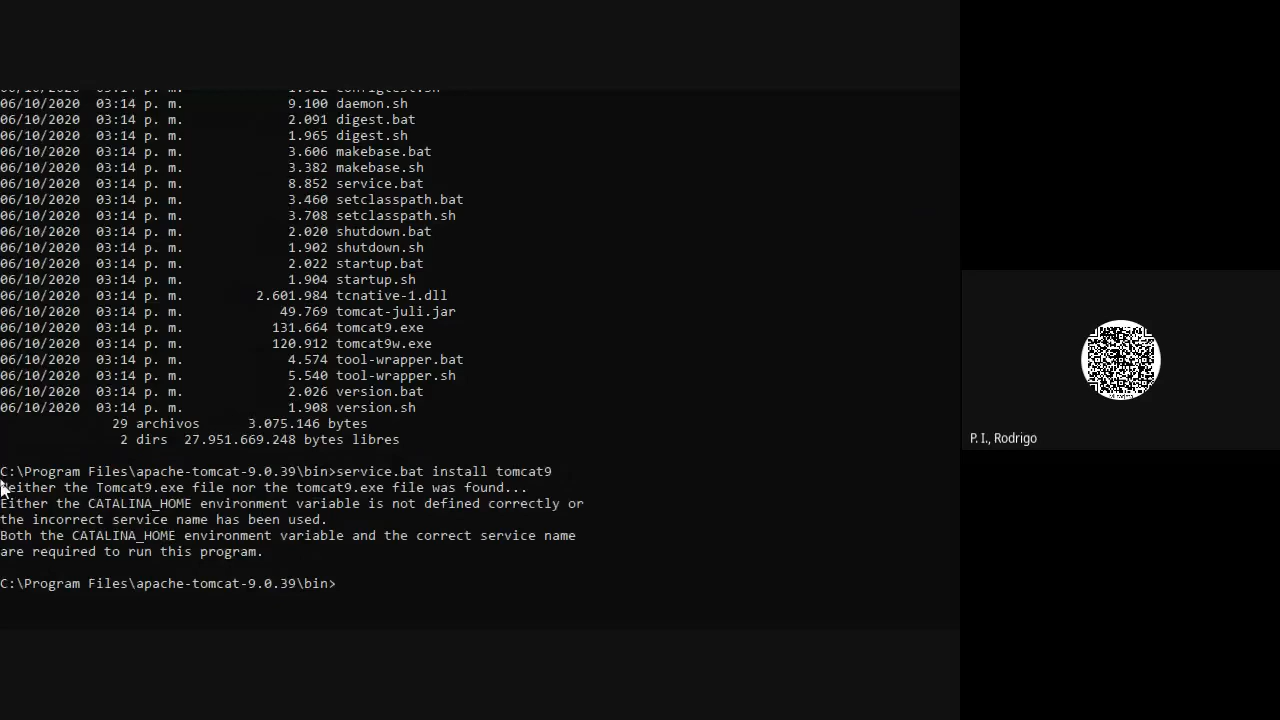 06/10/2020  03:14 p. m.             1.922 configtest.sh
06/10/2020  03:14 p. m.             9.100 daemon.sh
06/10/2020  03:14 p. m.             2.091 digest.bat
06/10/2020  03:14 p. m.             1.965 digest.sh
06/10/2020  03:14 p. m.             3.606 makebase.bat
06/10/2020  03:14 p. m.             3.382 makebase.sh
06/10/2020  03:14 p. m.             8.852 service.bat
06/10/2020  03:14 p. m.             3.460 setclasspath.bat
06/10/2020  03:14 p. m.             3.708 setclasspath.sh
06/10/2020  03:14 p. m.             2.020 shutdown.bat
06/10/2020  03:14 p. m.             1.902 shutdown.sh
06/10/2020  03:14 p. m.             2.022 startup.bat
06/10/2020  03:14 p. m.             1.904 startup.sh
06/10/2020  03:14 p. m.         2.601.984 tcnative-1.dll
06/10/2020  03:14 p. m.            49.769 tomcat-juli.jar
06/10/2020  03:14 p. m.           131.664 tomcat9.exe
06/10/2020  03:14 p. m.           120.912 tomcat9w.exe
06/10/2020  03:14 p. m.             4.574 tool-wrapper.bat
06/10/2020  03:14 p. m.             5.540 tool-wrapper.sh
06/10/2020  03:14 p. m.             2.026 version.bat
06/10/2020  03:14 p. m.             1.908 version.sh
29 archivos      3.075.146 bytes
2 dirs  27.951.669.248 bytes libres
C:\Program Files\apache-tomcat-9.0.39\bin>service.bat install tomcat9
Neither the Tomcat9.exe file nor the tomcat9.exe file was found...
Either the CATALINA_HOME environment variable is not defined correctly or
the incorrect service name has been used.
Both the CATALINA_HOME environment variable and the correct service name
are required to run this program.
C:\Program Files\apache-tomcat-9.0.39\bin>
P. I., Rodrigo